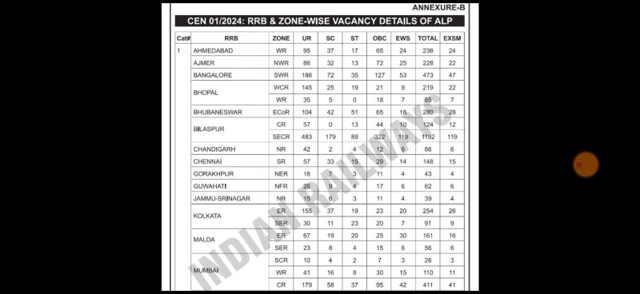 ANNEXURE-B
CEN 01/2024: RRB & ZONE-WISE VACANCY DETAILS OF ALP
Cat# RRB ZONE UR SC ST OBC EWS TOTAL EXSM
1 AHMEDABAD WR 95 37 17 65 24 238 24
AJMER NWR 86 32 13 72 25 228 22
BANGALORE SWR 186 72 35 127 53 473 47
BHOPAL WCR 145 25 19 21 9 219 22
WR 35 5 0 18 7 65 7
BHUBANESWAR ECoR 104 42 51 65 18 280 28
BILASPUR CR 57 0 13 44 10 124 12
SECR 483 179 89 322 119 1192 119
CHANDIGARH NR 42 2 4 12 6 66 6
CHENNAI SR 57 33 15 29 14 148 15
GORAKHPUR NER 18 7 3 11 4 43 4
GUWAHATI NFR 26 9 4 17 6 62 6
JAMMU-SRINAGAR NR 15 6 3 11 4 39 4
KOLKATA ER 155 37 19 23 20 254 26
SER 30 11 23 20 7 91 9
MALDA ER 67 19 20 25 30 161 16
SER 23 8 4 15 6 56 6
MUMBAI SCR 10 4 2 7 3 26 3
WR 41 16 8 30 15 110 11
CR 179 58 37 95 42 411 41
INDIAN RAILWAYS